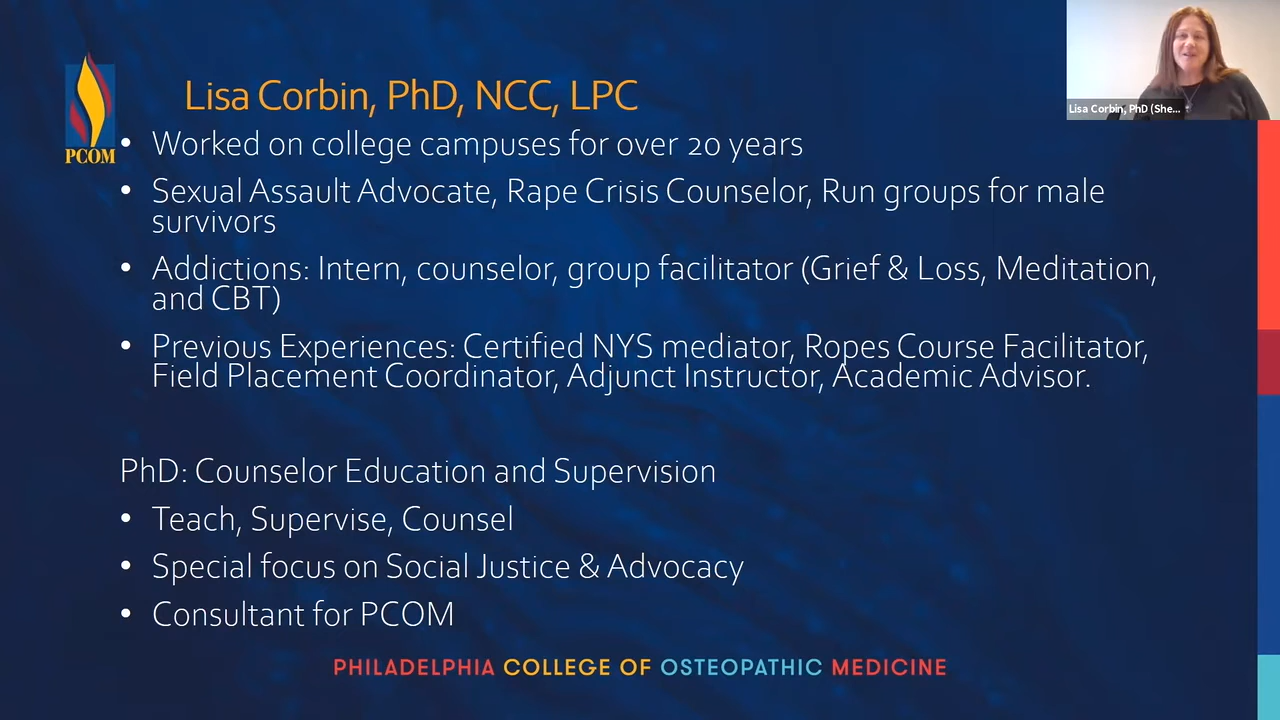 Lisa Corbin, PhD (She...
Lisa Corbin, PhD, NCC, LPC
PCOM
• Worked on college campuses for over 20 years
• Sexual Assault Advocate, Rape Crisis Counselor, Run groups for male
survivors
• Addictions: Intern, counselor, group facilitator (Grief & Loss, Meditation,
and CBT)
• Previous Experiences: Certified NYS mediator, Ropes Course Facilitator,
Field Placement Coordinator, Adjunct Instructor, Academic Advisor.
PhD: Counselor Education and Supervision
• Teach, Supervise, Counsel
• Special focus on Social Justice & Advocacy
• Consultant for PCOM
PHILADELPHIA COLLEGE OF OSTEOPATHIC MEDICINE